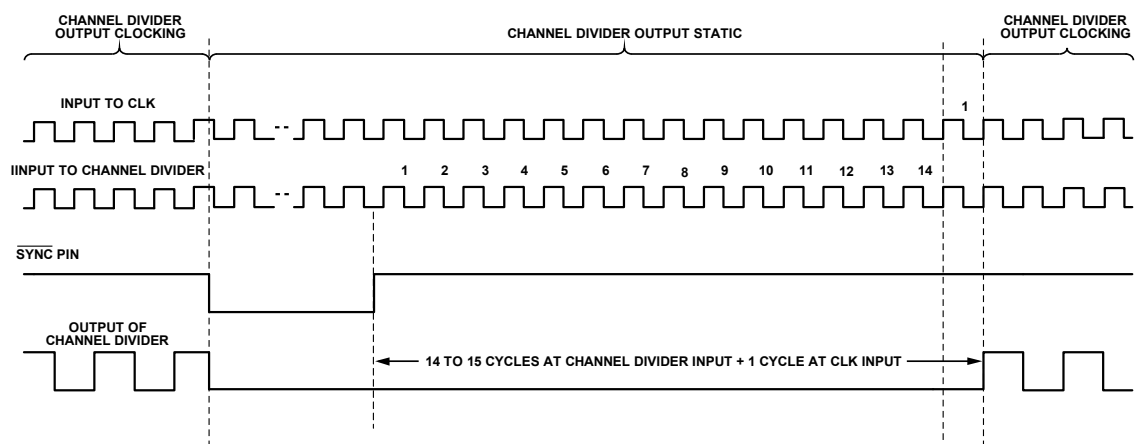 CHANNEL DIVIDER
OUTPUT CLOCKING
CHANNEL DIVIDER OUTPUT STATIC
CHANNEL DIVIDER
OUTPUT CLOCKING
INPUT TO CLK
1
IINPUT TO CHANNEL DIVIDER
1 2 3 4 5 6 7 8 9 10 11 12 13 14
SYNC PIN
OUTPUT OF
CHANNEL DIVIDER
14 TO 15 CYCLES AT CHANNEL DIVIDER INPUT + 1 CYCLE AT CLK INPUT